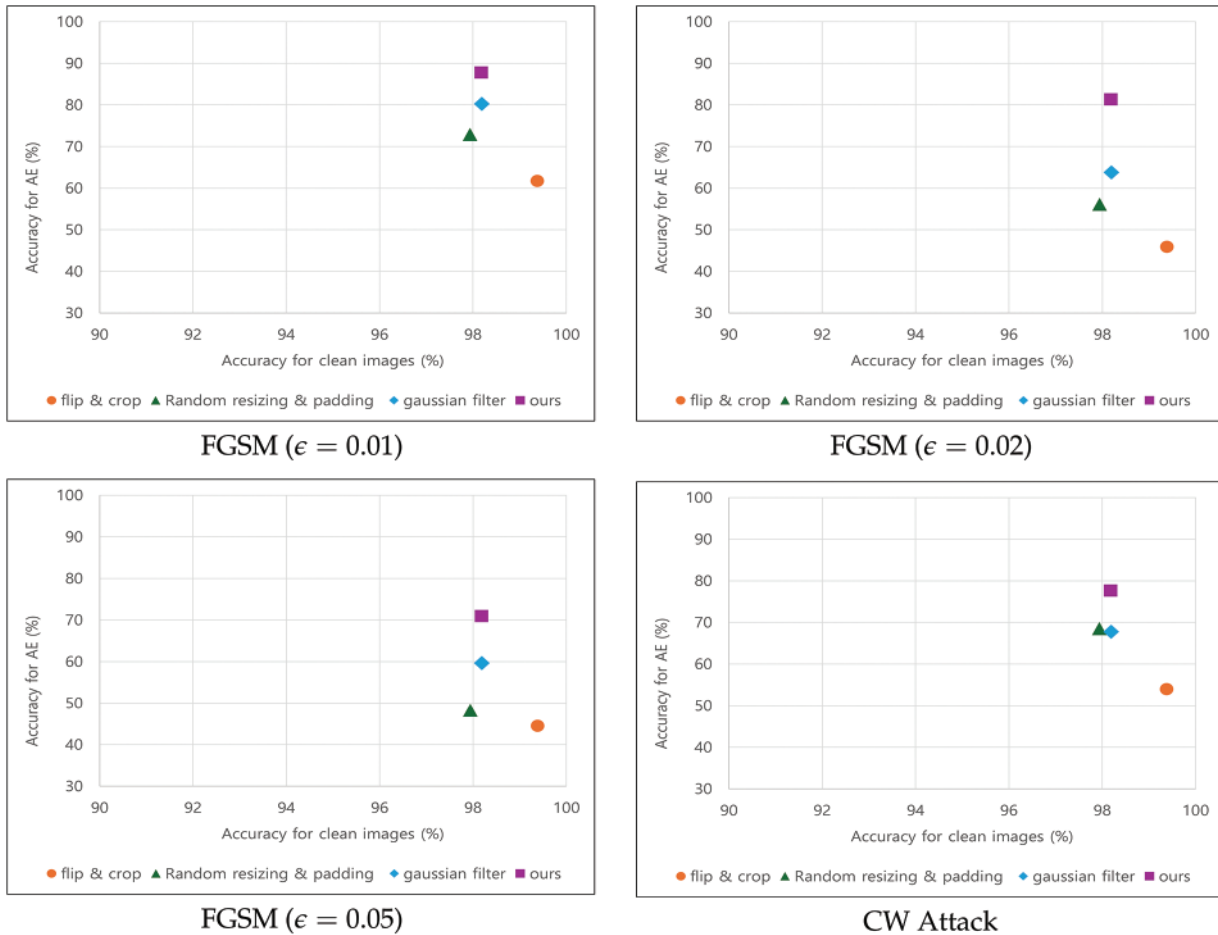 100
90
80
70
60
50
40
30
Accuracy for AE (%)
90 92 94 96 98 100
Accuracy for clean images (%)
flip & crop Random resizing & padding gaussian filter ours
FGSM (ϵ = 0.01)
100
90
80
70
60
50
40
30
Accuracy for AE (%)
90 92 94 96 98 100
Accuracy for clean images (%)
flip & crop Random resizing & padding gaussian filter ours
FGSM (ϵ = 0.02)
100
90
80
70
60
50
40
30
Accuracy for AE (%)
90 92 94 96 98 100
Accuracy for clean images (%)
flip & crop Random resizing & padding gaussian filter ours
FGSM (ϵ = 0.05)
100
90
80
70
60
50
40
30
Accuracy for AE (%)
90 92 94 96 98 100
Accuracy for clean images (%)
flip & crop Random resizing & padding gaussian filter ours
CW Attack